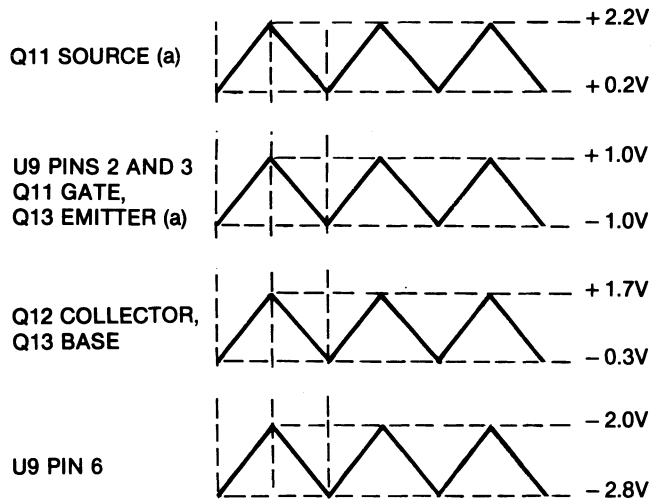 +2.2V
Q11 SOURCE (a)
+0.2V
U9 PINS 2 AND 3
+1.0V
Q11 GATE,
Q13 EMITTER (a)
-1.0V
+1.7V
Q12 COLLECTOR,
Q13 BASE
-0.3V
-2.0V
U9 PIN 6
-2.8V